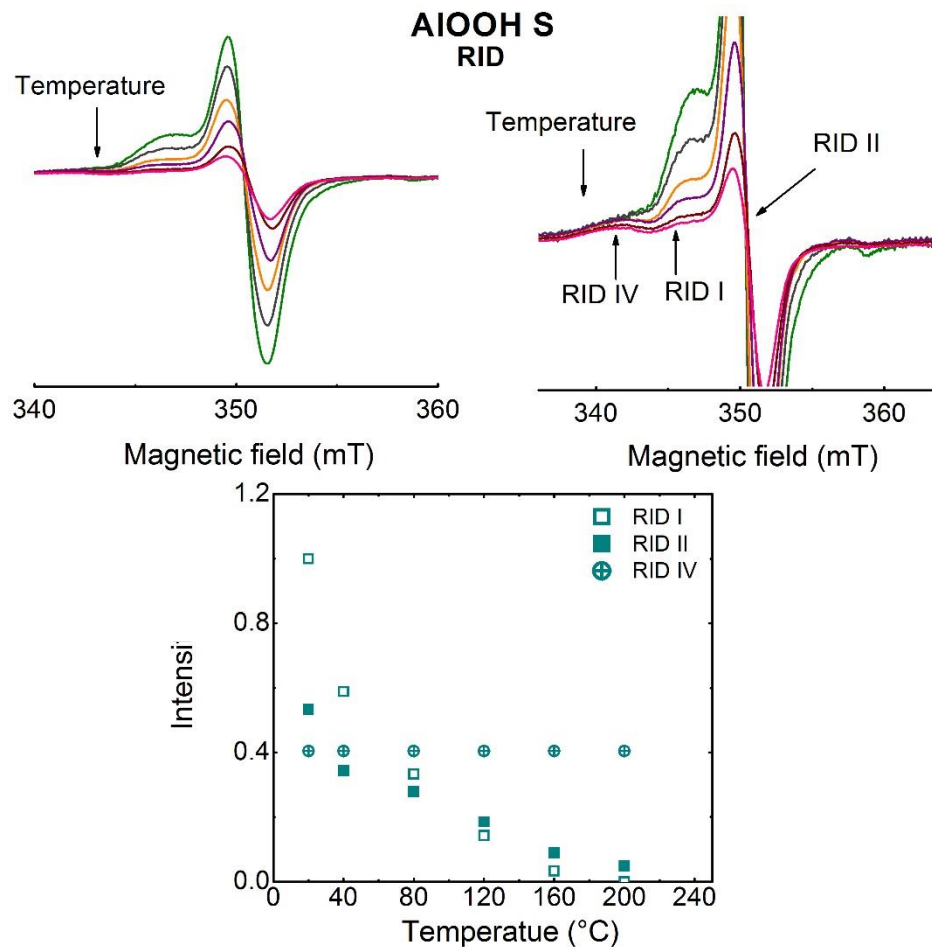 AlOOH S
RID
Temperature
Temperature
RID II
RID IV
RID I
340
350
360
340
350
360
Magnetic field (mT)
Magnetic field (mT)
1.2
0.8
0.4
0.0
Intensi
RID I
RID II
RID IV
0
40
80
120
160
200
240
Temperatue (°C)